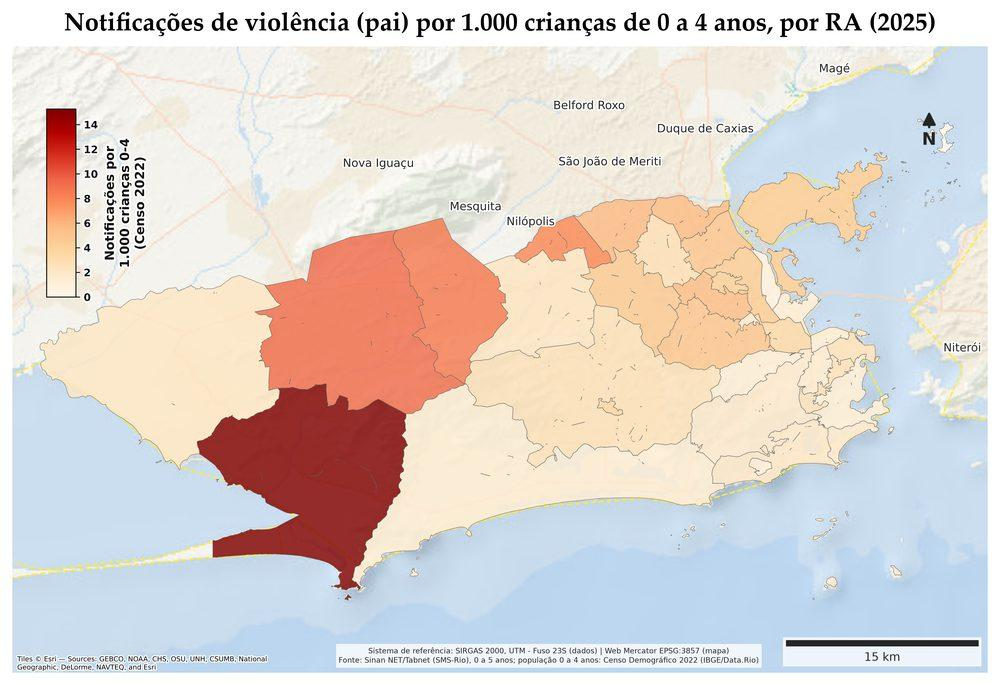 Notificações de violência (pai) por 1.000 crianças de 0 a 4 anos, por RA (2025)
Magé
Belford Roxo
Duque de Caxias
N
São João de Meriti
Nova Iguaçu
Mesquita
Nilópolis
Niterói
14
12
10
8
6
4
2
0
Notificações por
1.000 crianças 0-4
(Censo 2022)
Sistema de referência: SIRGAS 2000, UTM - Fuso 23S (dados) | Web Mercator EPSG:3857 (mapa)
Fonte: Sinan NET/Tabnet (SMS-Rio), 0 a 5 anos; população 0 a 4 anos: Censo Demográfico 2022 (IBGE/Data.Rio)
Tiles © Esri — Sources: GEBCO, NOAA, CHS, OSU, UNH, CSUMB, National
Geographic, DeLorme, NAVTEQ, and Esri
15 km